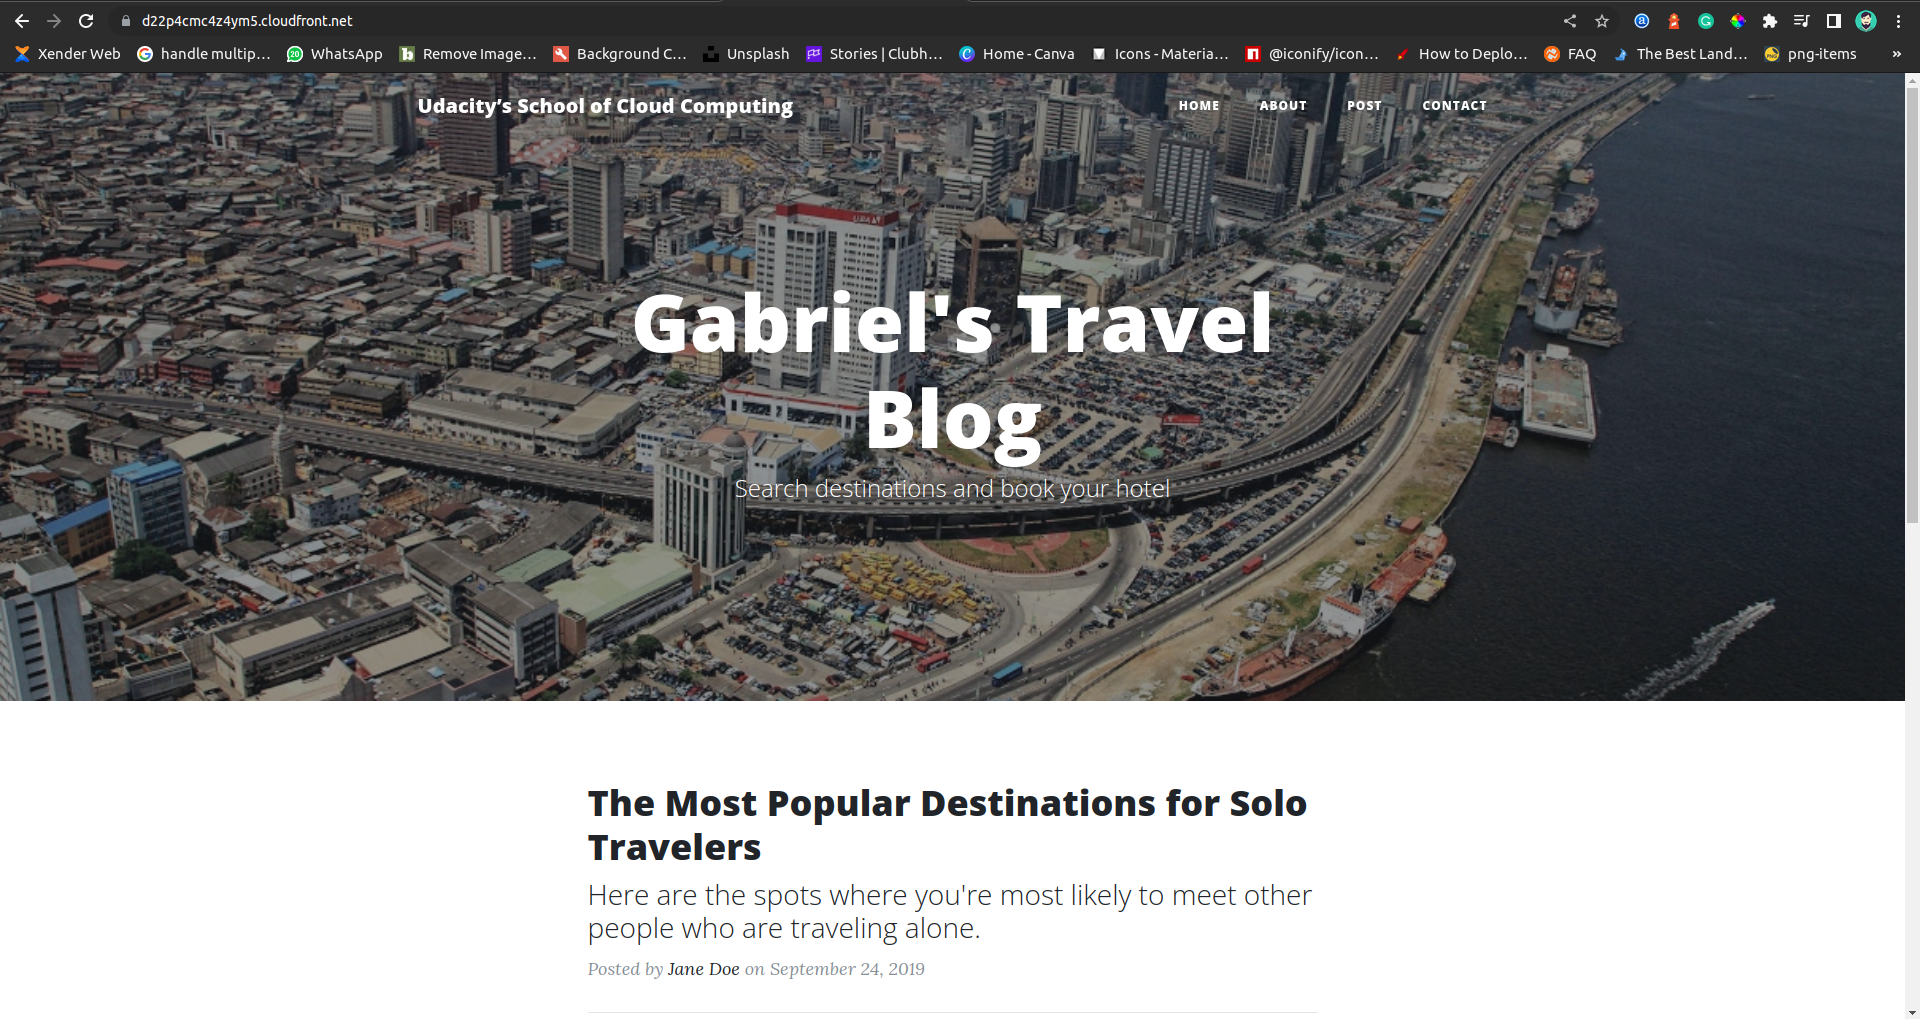 d22p4cmc4z4ym5.cloudfront.net
Xender Web
handle multip...
20
WhatsApp
Remove Image...
Background C...
Unsplash
Stories | Clubh...
Home - Canva
Icons - Materia...
@iconify/icon...
How to Deplo...
FAQ
The Best Land...
png-items
»
Udacity’s School of Cloud Computing
HOME
ABOUT
POST
CONTACT
UBA
Gabriel's Travel
Blog
Search destinations and book your hotel
The Most Popular Destinations for Solo
Travelers
Here are the spots where you're most likely to meet other
people who are traveling alone.
Posted by Jane Doe on September 24, 2019